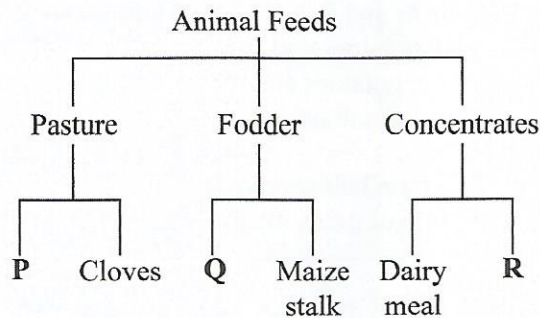 Animal Feeds
Pasture Fodder Concentrates
P Cloves Q Maize stalk Dairy meal R